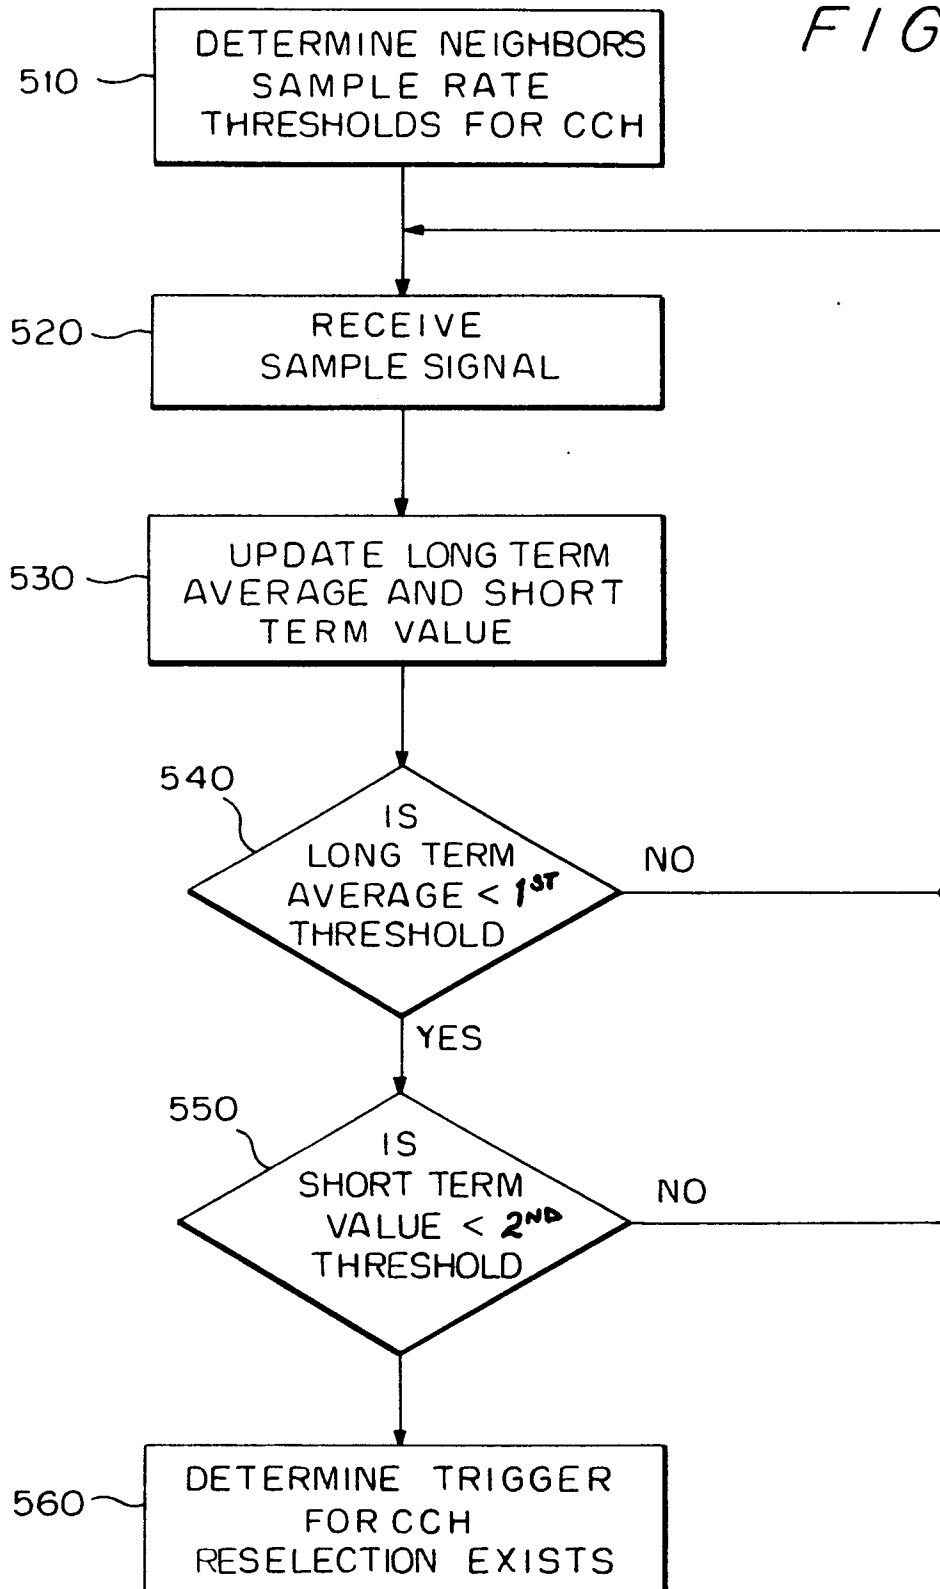 FIG
510
DETERMINE NEIGHBORS
SAMPLE RATE
THRESHOLDS FOR CCH
520
RECEIVE
SAMPLE SIGNAL
530
UPDATE LONG TERM
AVERAGE AND SHORT
TERM VALUE
540
IS
LONG TERM
AVERAGE < 1ST
THRESHOLD
NO
YES
550
IS
SHORT TERM
VALUE < 2ND
THRESHOLD
NO
560
DETERMINE TRIGGER
FOR CCH
RESELECTION EXISTS